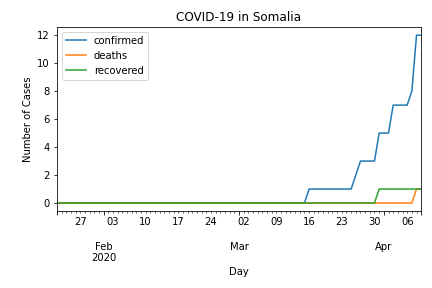 COVID-19 in Somalia
confirmed
deaths
recovered
Number of Cases
12
10
8
6
4
2
0
27 03 10 17 24 02 09 16 23 30 06
Feb Mar Apr
2020
Day